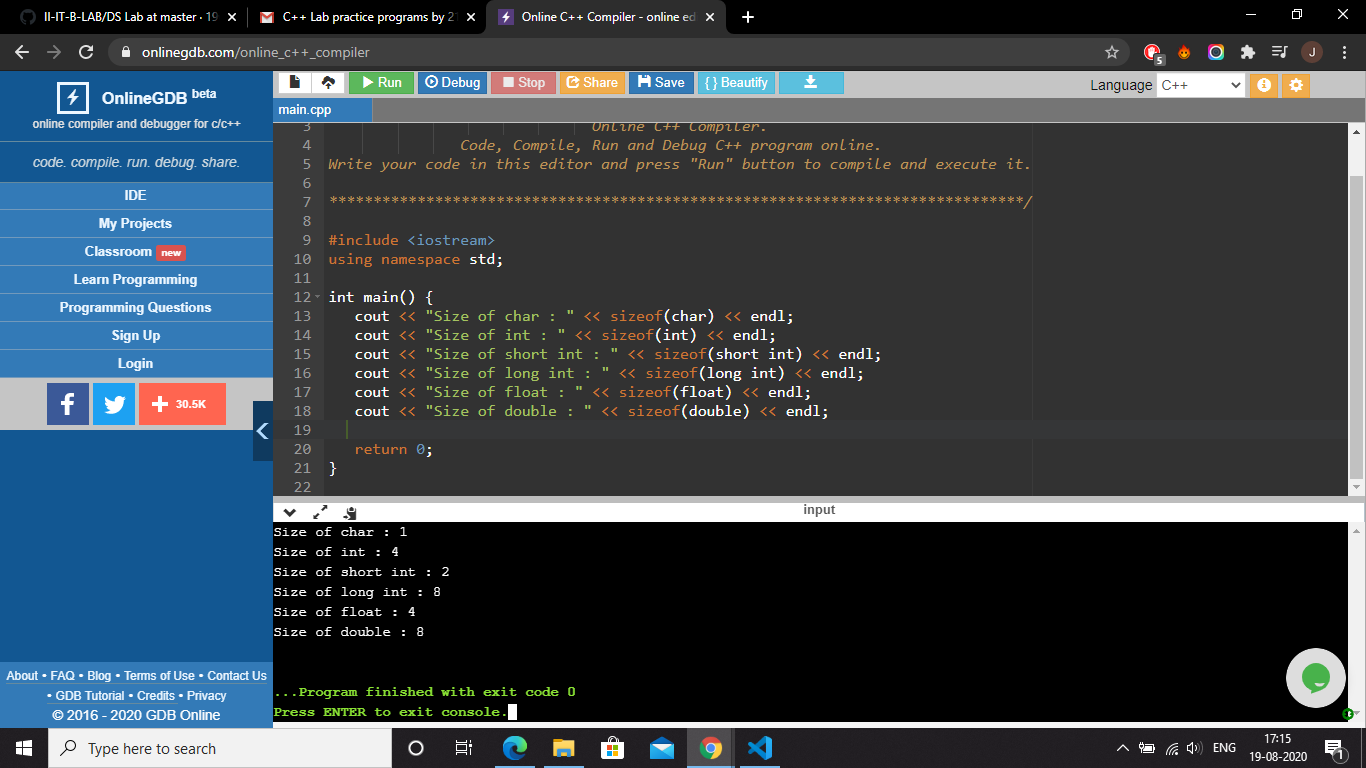 II-IT-B-LAB/DS Lab at master · 19
C++ Lab practice programs by 2
Online C++ Compiler - online ed
onlinegdb.com/online_c++_compiler
5
J
OnlineGDB beta
online compiler and debugger for c/c++
code. compile. run. debug. share.
IDE
My Projects
Classroom new
Learn Programming
Programming Questions
Sign Up
Login
f
30.5K
About • FAQ • Blog • Terms of Use • Contact Us
• GDB Tutorial • Credits • Privacy
© 2016 - 2020 GDB Online
Run Debug Stop Share Save { } Beautify
Language C++
main.cpp
3 Online C++ Compiler.
4 Code, Compile, Run and Debug C++ program online.
5 Write your code in this editor and press "Run" button to compile and execute it.
6
7 *******************************************************************************/
8
9 #include <iostream>
10 using namespace std;
11
12 int main() {
13 cout << "Size of char : " << sizeof(char) << endl;
14 cout << "Size of int : " << sizeof(int) << endl;
15 cout << "Size of short int : " << sizeof(short int) << endl;
16 cout << "Size of long int : " << sizeof(long int) << endl;
17 cout << "Size of float : " << sizeof(float) << endl;
18 cout << "Size of double : " << sizeof(double) << endl;
19
20 return 0;
21 }
22
input
Size of char : 1
Size of int : 4
Size of short int : 2
Size of long int : 8
Size of float : 4
Size of double : 8
...Program finished with exit code 0
Press ENTER to exit console.
Type here to search
ENG
17:15
19-08-2020
1